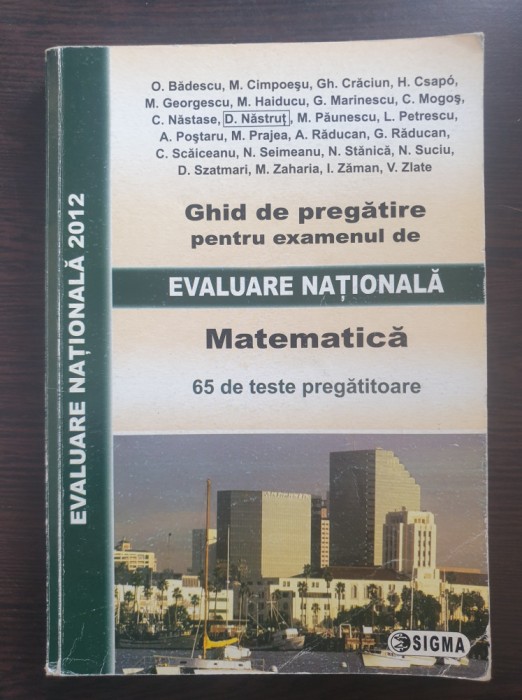 O. Bădescu, M. Cimpoeşu, Gh. Crăciun, H. Csapó,
M. Georgescu, M. Haiducu, G. Marinescu, C. Mogoş,
C. Năstase, D. Năstruţ, M. Păunescu, L. Petrescu,
A. Poştaru, M. Prajea, A. Răducan, G. Răducan,
C. Scăiceanu, N. Seimeanu, N. Stănică, N. Suciu,
D. Szatmari, M. Zaharia, I. Zăman, V. Zlate
Ghid de pregătire
pentru examenul de
EVALUARE NAŢIONALĂ
Matematică
65 de teste pregătitoare
EVALUARE NAŢIONALĂ 2012
SIGMA